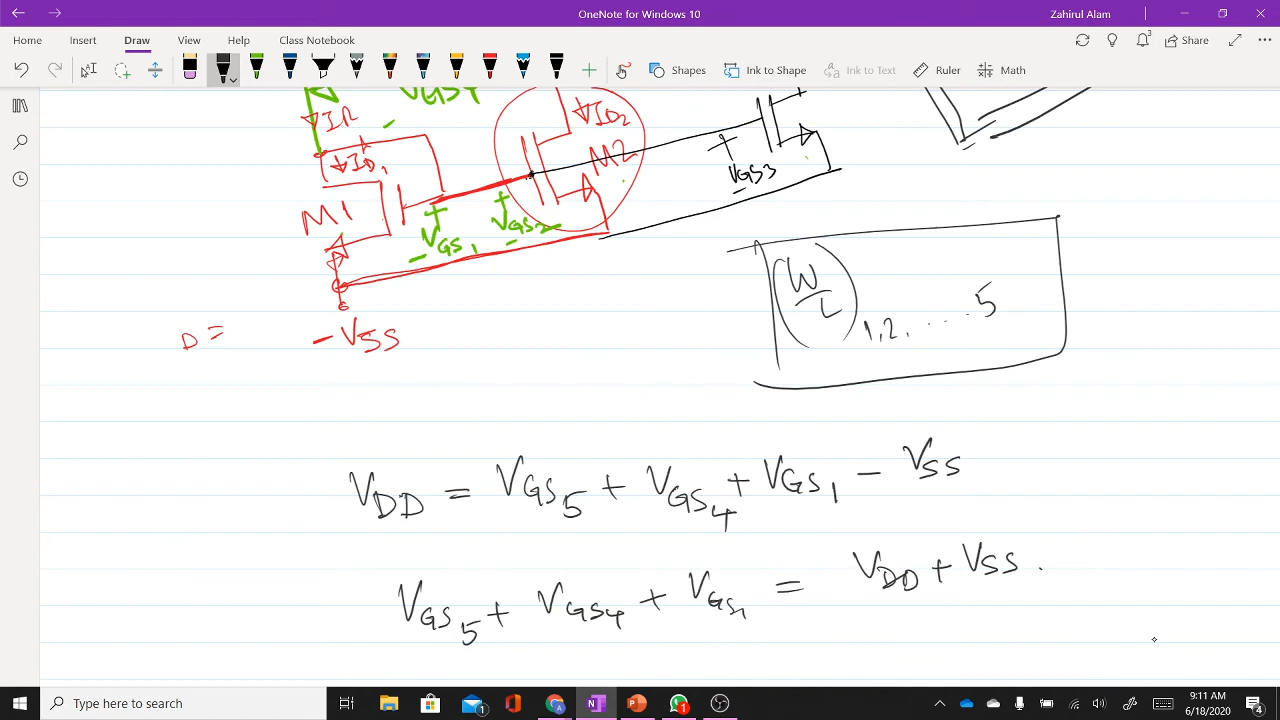 OneNote for Windows 10
Zahirul Alam
Home Insert Draw View Help Class Notebook
Share
Shapes Ink to Shape Ink to Text Ruler Math
VGS4
IR
ID1
ID2
M2
M1
+ VGS1 -
+ VGS2 -
+ VGS3 -
- VSS
D =
(W/L) 1,2, ..... 5
VDD = VGS5 + VGS4 + VGS1 - VSS
VGS5 + VGS4 + VGS1 = VDD + VSS.
Type here to search
9:11 AM
6/18/2020